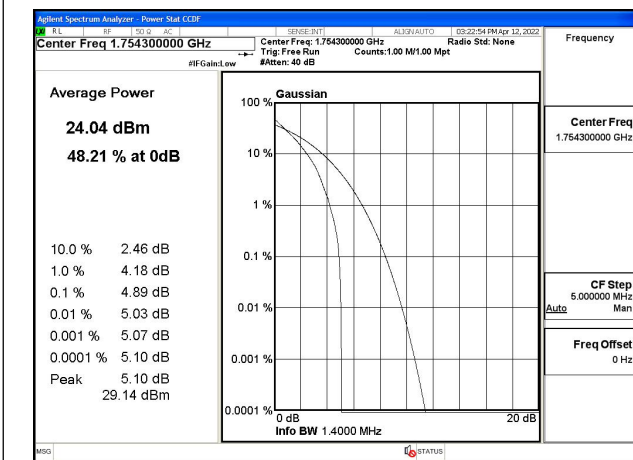 Agilent Spectrum Analyzer - Power Stat CCDF
RL RF 50 Ω AC SENSE:INT ALIGN AUTO 03:22:54 PM Apr 12, 2022
Center Freq 1.754300000 GHz
Center Freq: 1.754300000 GHz Radio Std: None
Trig: Free Run Counts:1.00 M/1.00 Mpt
#IFGain:Low #Atten: 40 dB
Frequency
Average Power
24.04 dBm
48.21 % at 0dB
10.0 % 2.46 dB
1.0 % 4.18 dB
0.1 % 4.89 dB
0.01 % 5.03 dB
0.001 % 5.07 dB
0.0001 % 5.10 dB
Peak 5.10 dB
29.14 dBm
Gaussian
100 %
10 %
1 %
0.1 %
0.01 %
0.001 %
0.0001 %
0 dB 20 dB
Info BW 1.4000 MHz
Center Freq
1.754300000 GHz
CF Step
5.000000 MHz
Auto Man
Freq Offset
0 Hz
MSG STATUS